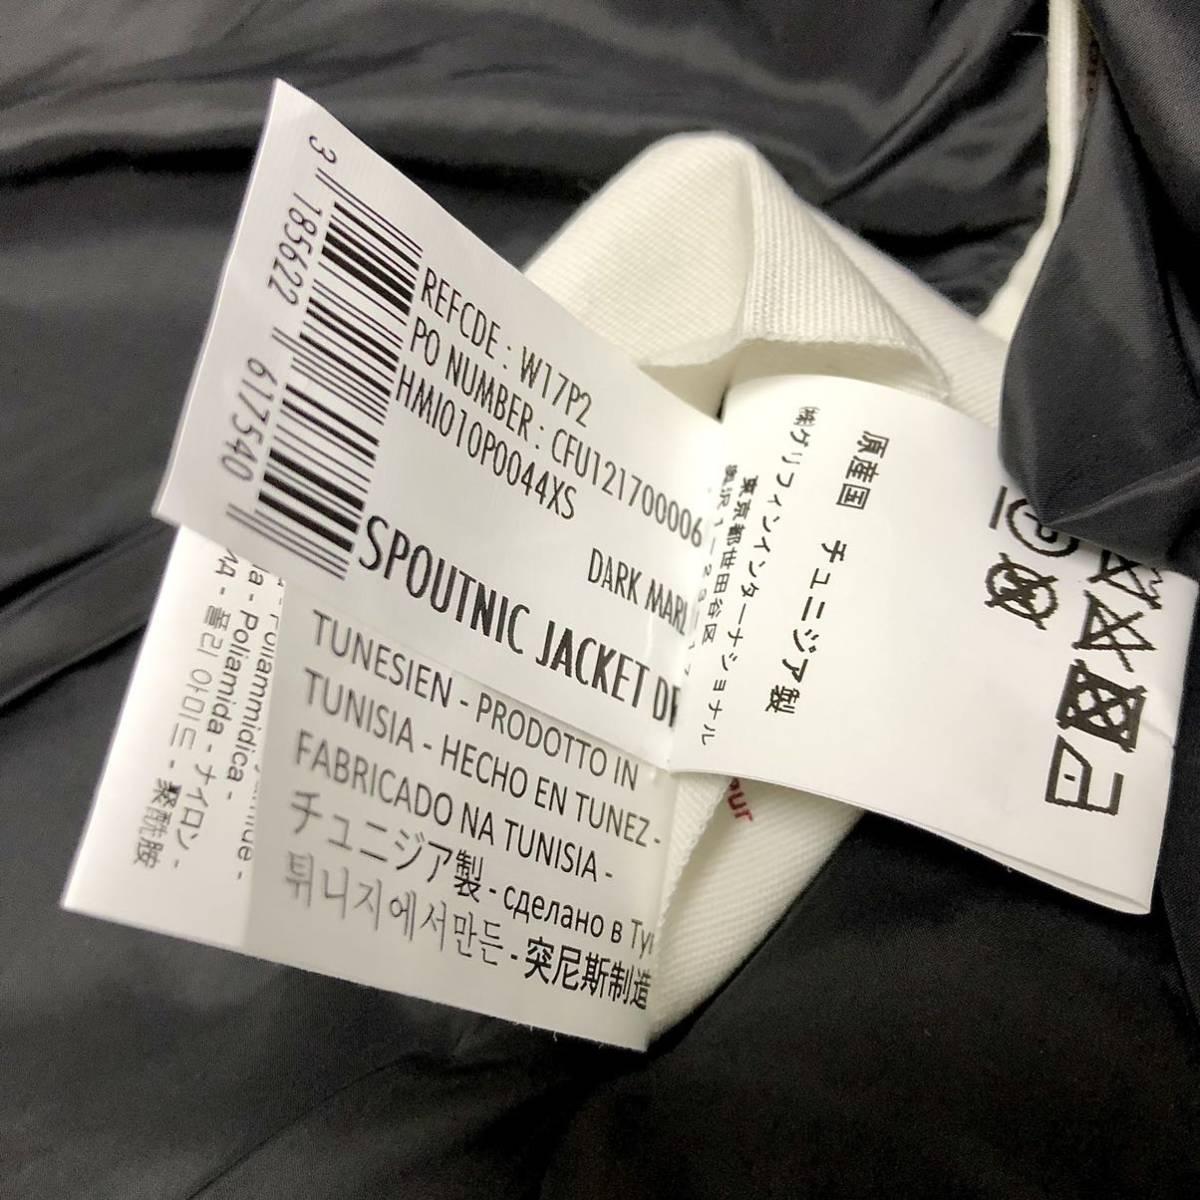 3 185622 617540
REFCDE : W17P2
PO NUMBER : CFU121700006
HMI010P0044XS
DARK MARL
SPOUTNIC JACKET
TUNESIEN - PRODOTTO IN
TUNISIA - HECHO EN TUNEZ -
FABRICADO NA TUNISIA -
チュニジア製 - сделано в
튀니지에서만든 - 突尼斯制造
Poliamida - ナイロン -
폴리아미드 - 聚酰胺
原産国 チュニジア製
㈱グリフィンインターナショナル
東京都世田谷区